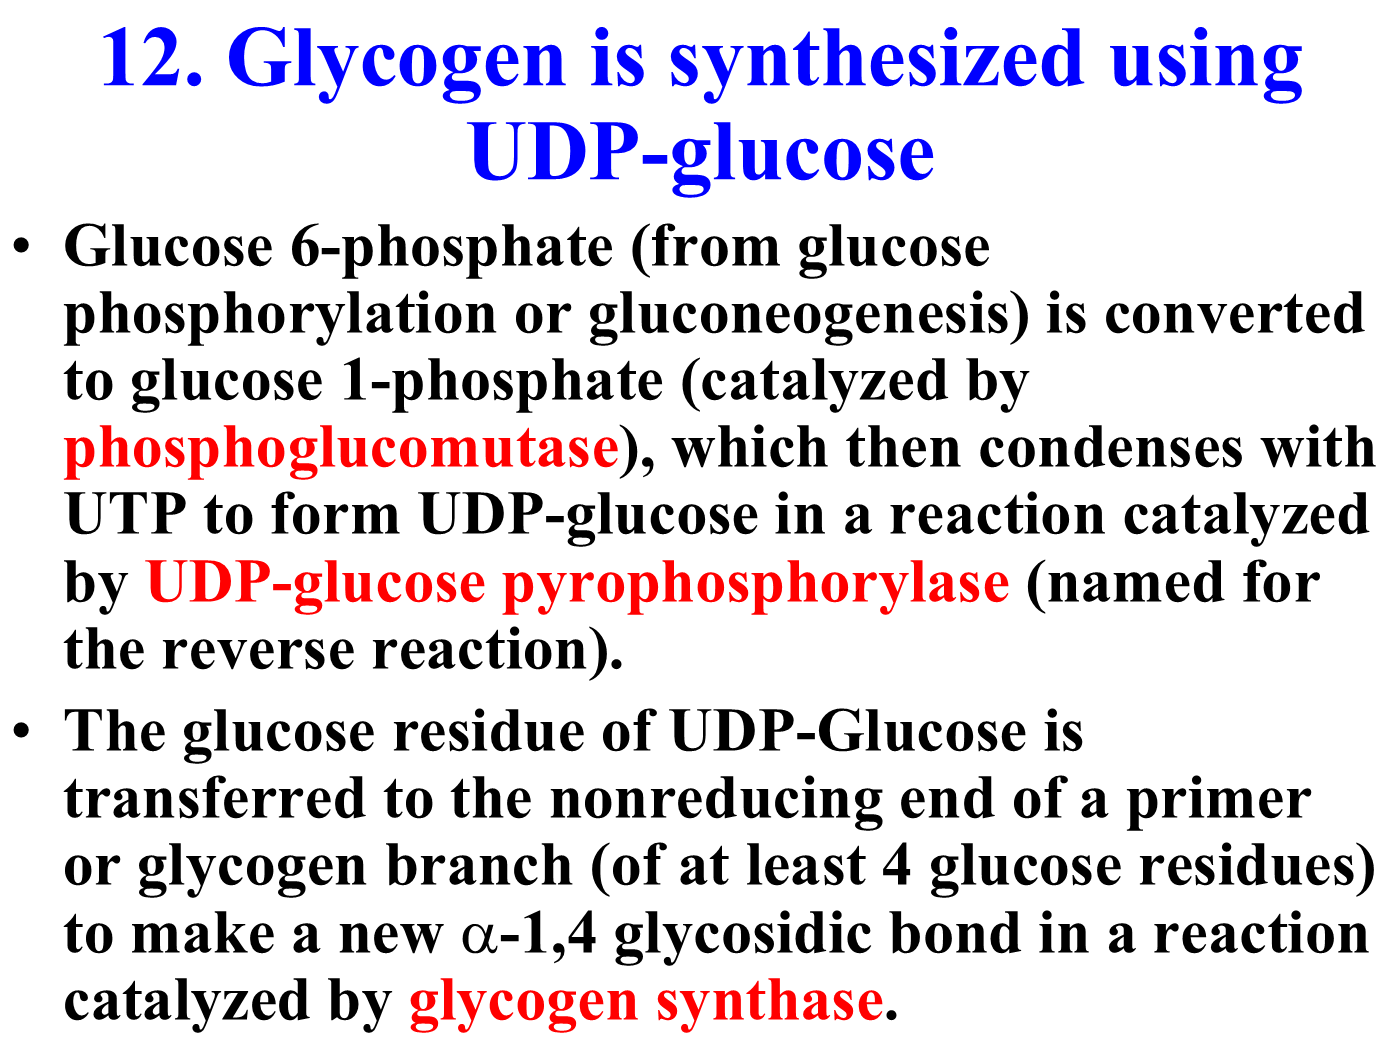 12. Glycogen is synthesized using
UDP-glucose
• Glucose 6-phosphate (from glucose
phosphorylation or gluconeogenesis) is converted
to glucose 1-phosphate (catalyzed by
phosphoglucomutase), which then condenses with
UTP to form UDP-glucose in a reaction catalyzed
by UDP-glucose pyrophosphorylase (named for
the reverse reaction).
• The glucose residue of UDP-Glucose is
transferred to the nonreducing end of a primer
or glycogen branch (of at least 4 glucose residues)
to make a new α-1,4 glycosidic bond in a reaction
catalyzed by glycogen synthase.